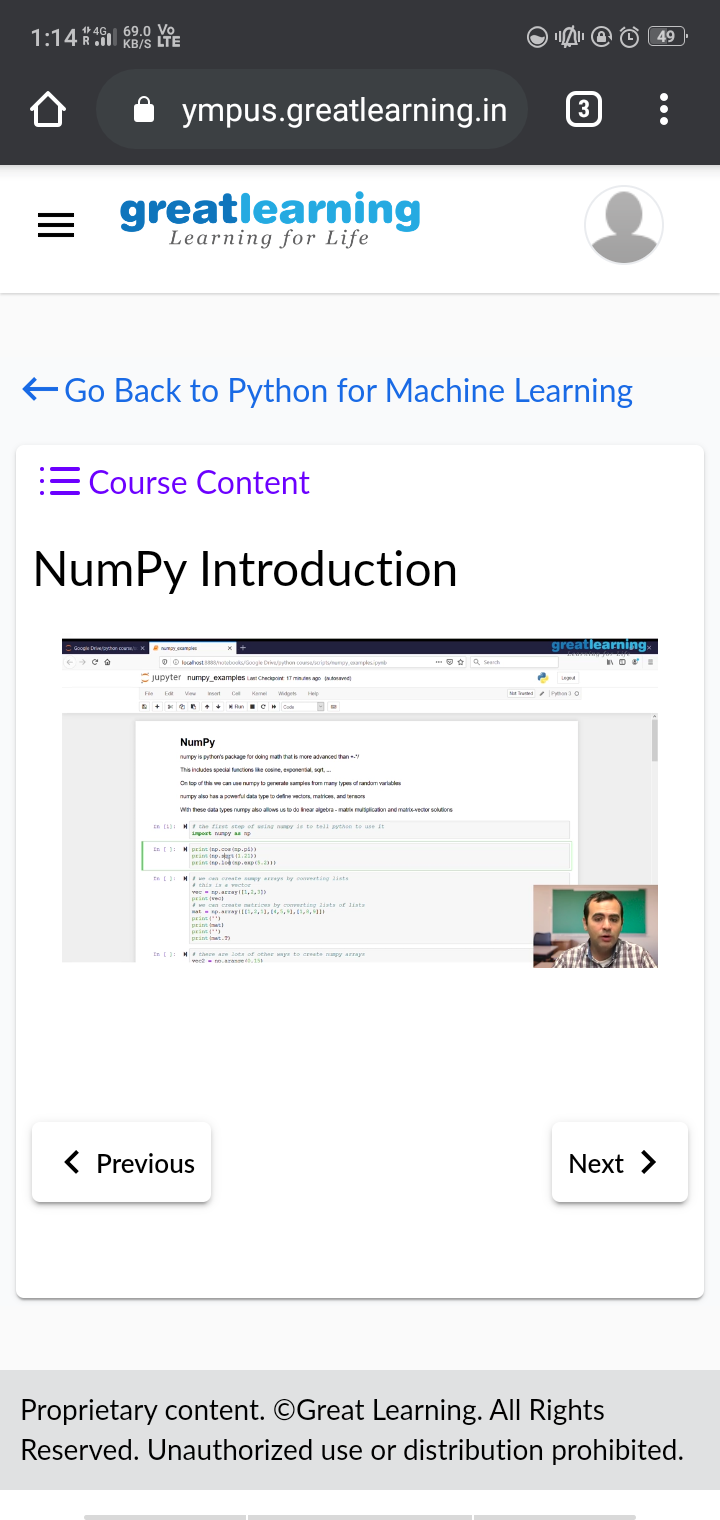 1:14 R 4G 69.0 KB/S Vo LTE 49
ympus.greatlearning.in 3
greatlearning
Learning for Life
Go Back to Python for Machine Learning
Course Content
NumPy Introduction
Google Drive/python course/ numpy_examples greatlearning
localhost:8888/notebooks/Google Drive/python course/scripts/numpy_examples.ipynb Search
jupyter numpy_examples Last Checkpoint: 17 minutes ago (autosaved) Logout
File Edit View Insert Cell Kernel Widgets Help Not Trusted Python 3
Run Code
NumPy
numpy is python's package for doing math that is more advanced than +-*/
This includes special functions like cosine, exponential, sqrt, ...
On top of this we can use numpy to generate samples from many types of random variables
numpy also has a powerful data type to define vectors, matrices, and tensors
With these data types numpy also allows us to do linear algebra - matrix multiplication and matrix-vector solutions
In [1]: # the first step of using numpy is to tell python to use it
import numpy as np
In [ ]: print(np.cos(np.pi))
print(np.sqrt(1.21))
print(np.log(np.exp(5.2)))
In [ ]: # we can create numpy arrays by converting lists
# this is a vector
vec = np.array([1,2,3])
print(vec)
# we can create matrices by converting lists of lists
mat = np.array([[1,2,1],[4,5,9],[1,8,9]])
print('')
print(mat)
print('')
print(mat.T)
In [ ]: # there are lots of other ways to create numpy arrays
Previous Next
Proprietary content. ©Great Learning. All Rights
Reserved. Unauthorized use or distribution prohibited.